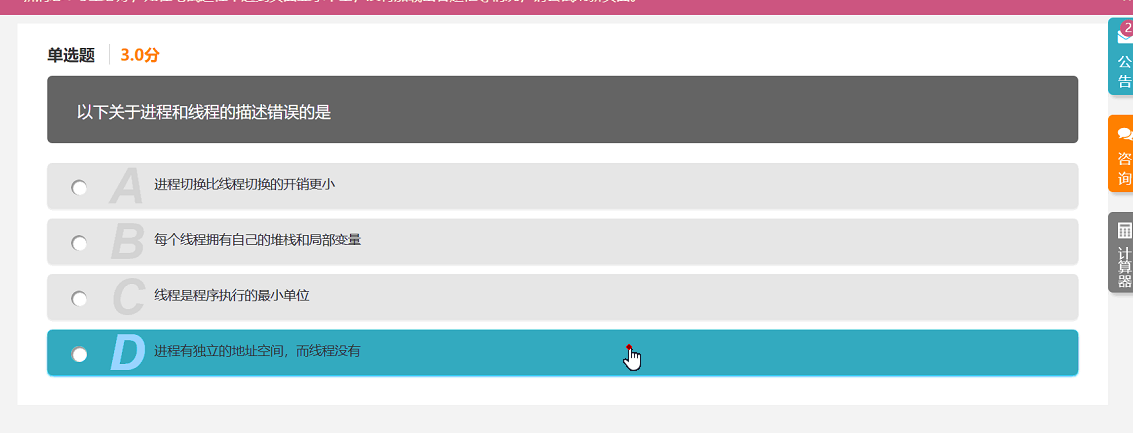 单选题 3.0分
以下关于进程和线程的描述错误的是
A 进程切换比线程切换的开销更小
B 每个线程拥有自己的堆栈和局部变量
C 线程是程序执行的最小单位
D 进程有独立的地址空间，而线程没有
2
公告
咨询
计算器